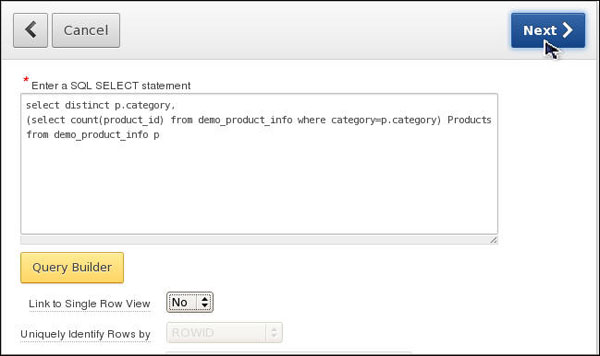 Cancel
Next
* Enter a SQL SELECT statement
select distinct p.category,
(select count(product_id) from demo_product_info where category=p.category) Products
from demo_product_info p
Query Builder
Link to Single Row View No
Uniquely Identify Rows by ROWID